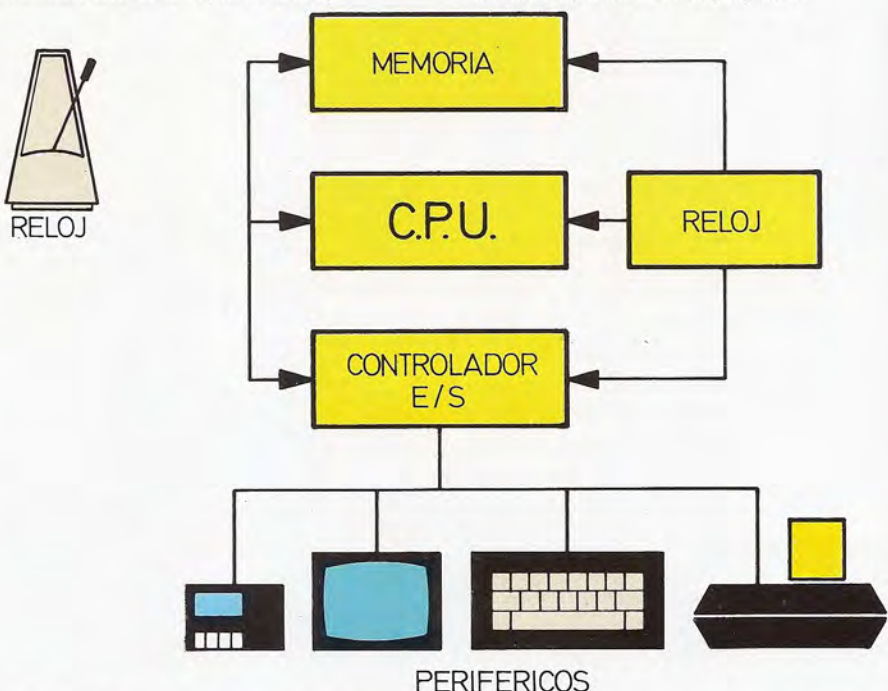 MEMORIA
RELOJ
C.P.U.
RELOJ
CONTROLADOR
E/S
PERIFERICOS